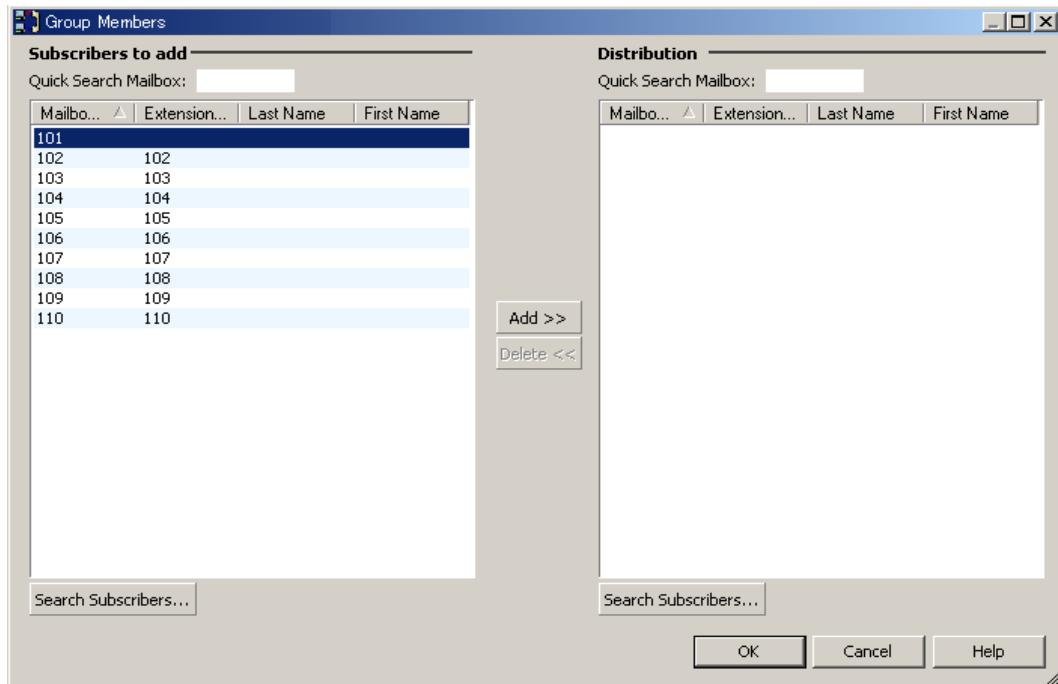 Group Members
Subscribers to add
Quick Search Mailbox:
Mailbo... Extension... Last Name First Name
101
102 102
103 103
104 104
105 105
106 106
107 107
108 108
109 109
110 110
Search Subscribers...
Add >>
Delete <<
Distribution
Quick Search Mailbox:
Mailbo... Extension... Last Name First Name
Search Subscribers...
OK Cancel Help